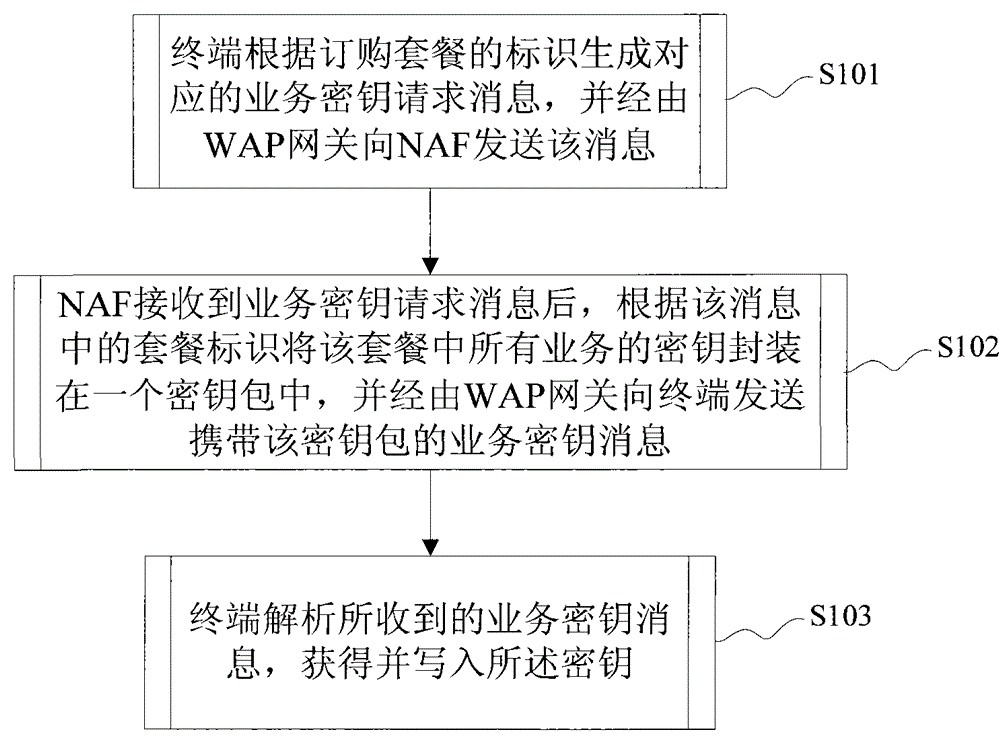 终端根据订购套餐的标识生成对
应的业务密钥请求消息，并经由
WAP网关向NAF发送该消息
S101
NAF接收到业务密钥请求消息后，根据该消息
中的套餐标识将该套餐中所有业务的密钥封装
在一个密钥包中，并经由WAP网关向终端发送
携带该密钥包的业务密钥消息
S102
终端解析所收到的业务密钥消
息，获得并写入所述密钥
S103